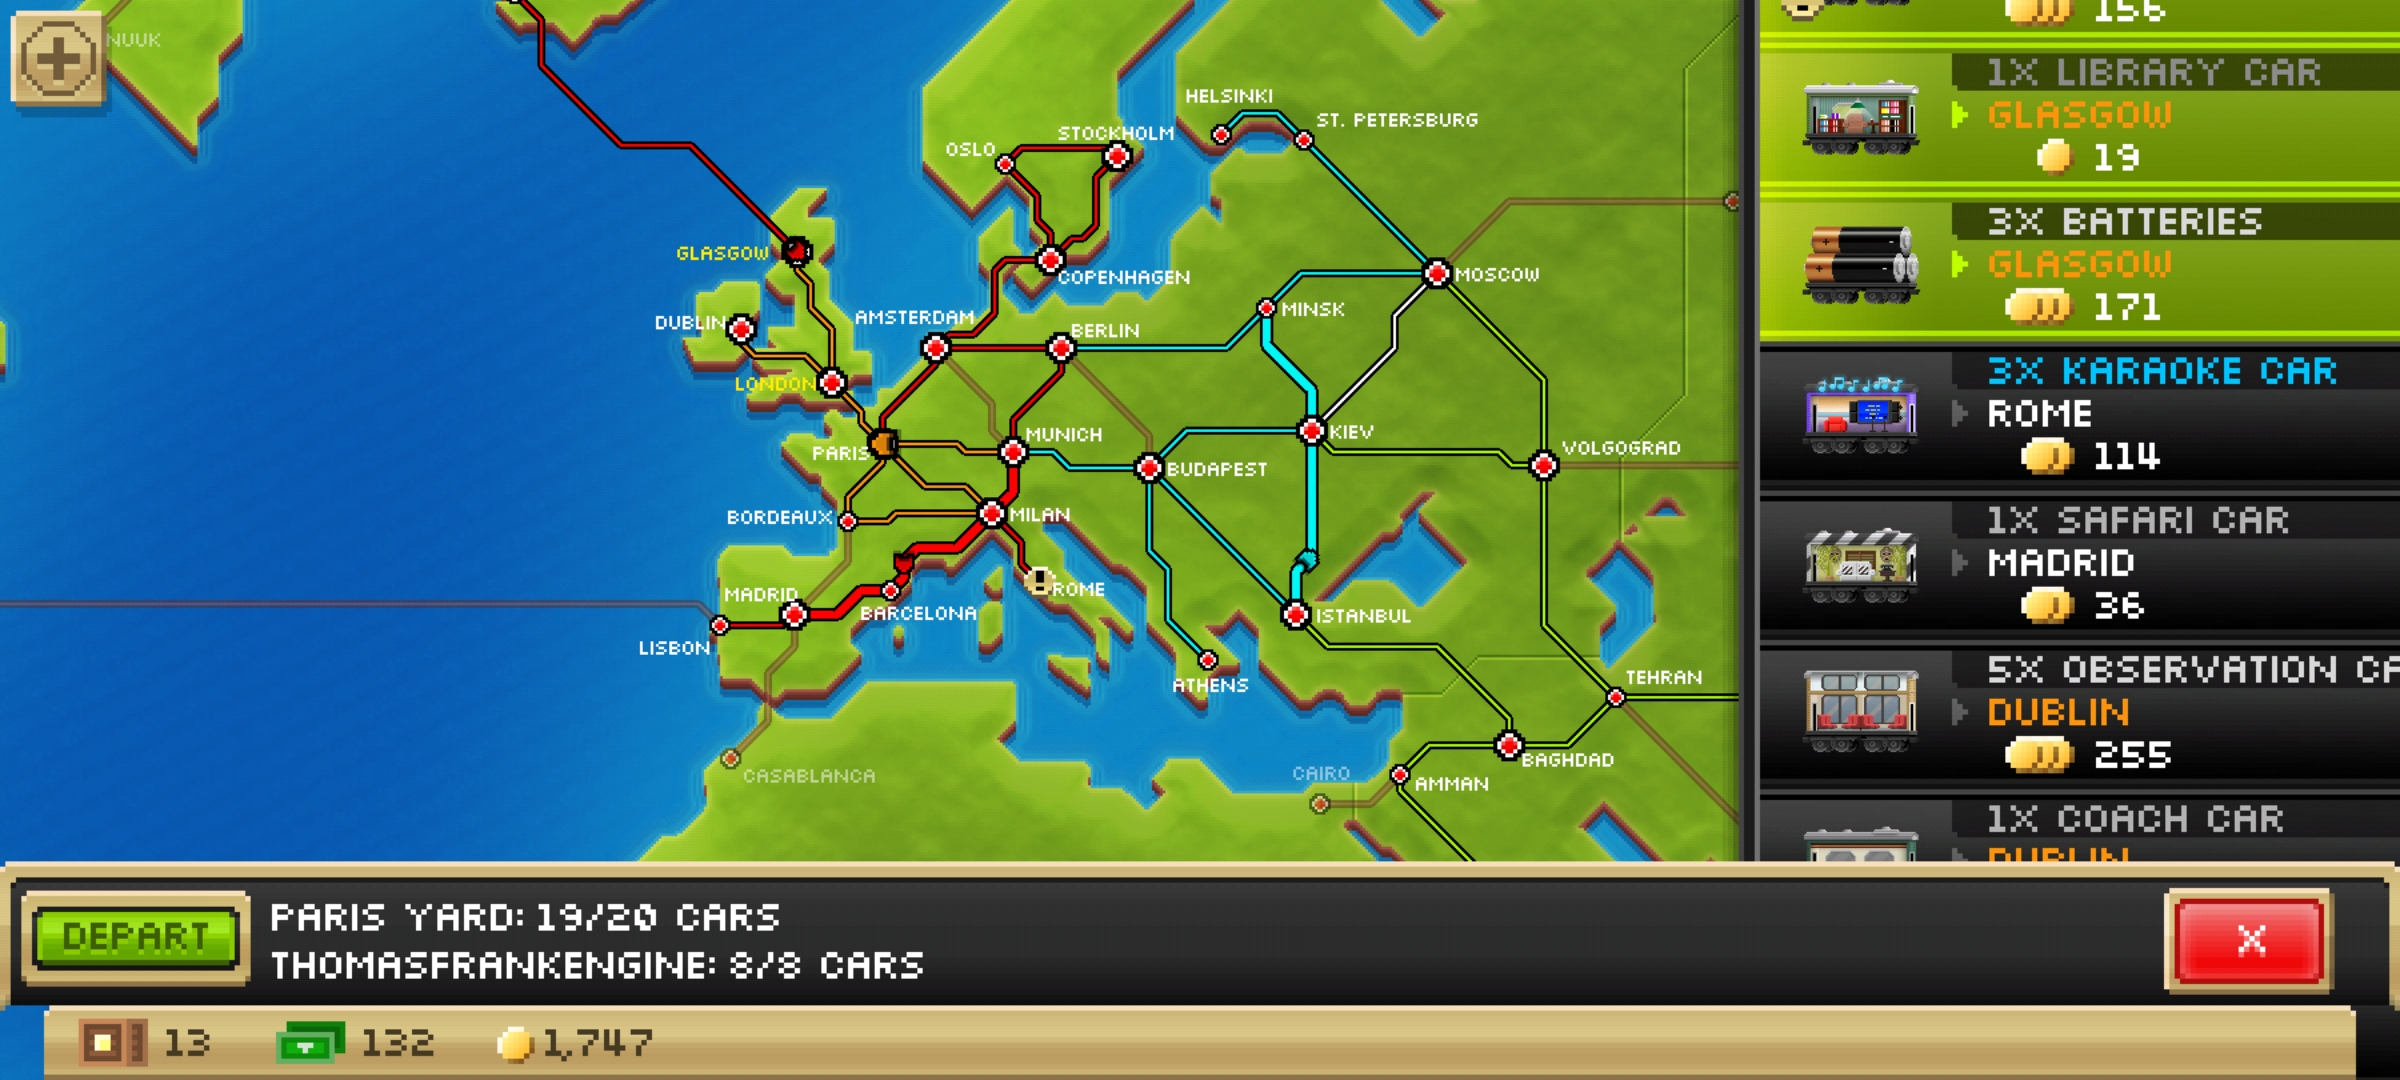 NUUK
HELSINKI
ST. PETERSBURG
STOCKHOLM
OSLO
GLASGOW
COPENHAGEN
MOSCOW
MINSK
DUBLIN
AMSTERDAM
BERLIN
LONDON
MUNICH
KIEV
VOLGOGRAD
PARIS
BUDAPEST
BORDEAUX
MILAN
MADRID
ROME
BARCELONA
ISTANBUL
LISBON
ATHENS
TEHRAN
BAGHDAD
CASABLANCA
CAIRO
AMMAN
156
1X LIBRARY CAR
GLASGOW
19
3X BATTERIES
GLASGOW
171
3X KARAOKE CAR
ROME
114
1X SAFARI CAR
MADRID
36
5X OBSERVATION CA
DUBLIN
255
1X COACH CAR
DUBLIN
DEPART
PARIS YARD: 19/20 CARS
THOMASFRANKENGINE: 8/8 CARS
X
13
132
1,747